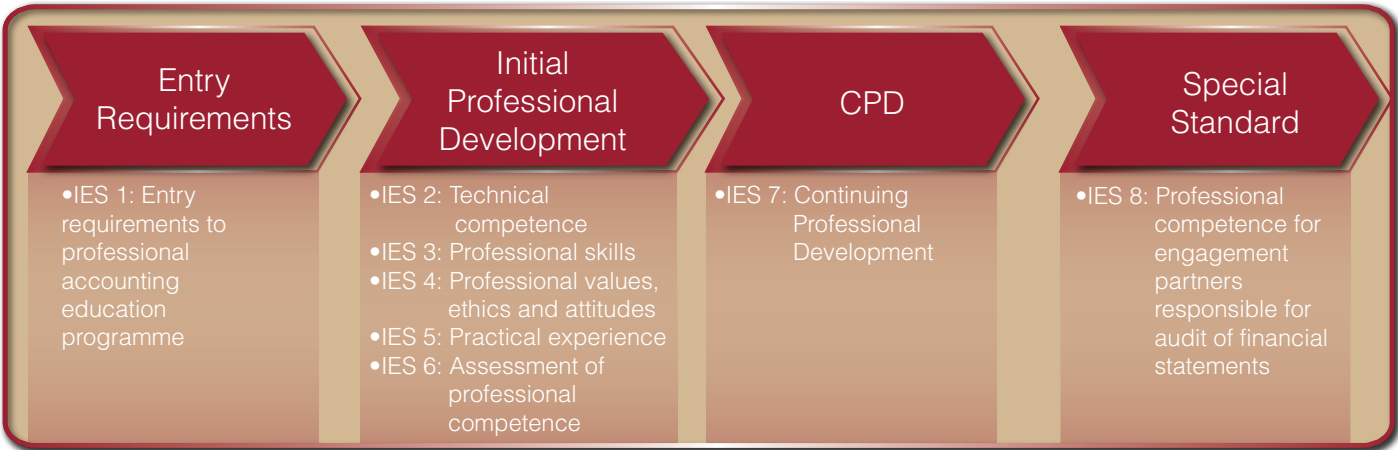 Entry
Requirements
•IES 1: Entry
requirements to
professional
accounting
education
programme
Initial
Professional
Development
•IES 2: Technical
competence
•IES 3: Professional skills
•IES 4: Professional values,
ethics and attitudes
•IES 5: Practical experience
•IES 6: Assessment of
professional
competence
CPD
•IES 7: Continuing
Professional
Development
Special
Standard
•IES 8: Professional
competence for
engagement
partners
responsible for
audit of financial
statements